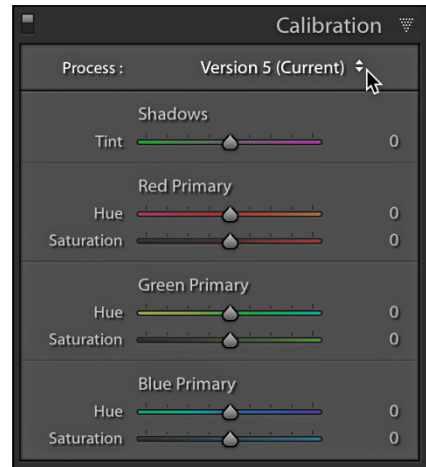 Calibration
Process : Version 5 (Current)
Shadows
Tint 0
Red Primary
Hue 0
Saturation 0
Green Primary
Hue 0
Saturation 0
Blue Primary
Hue 0
Saturation 0